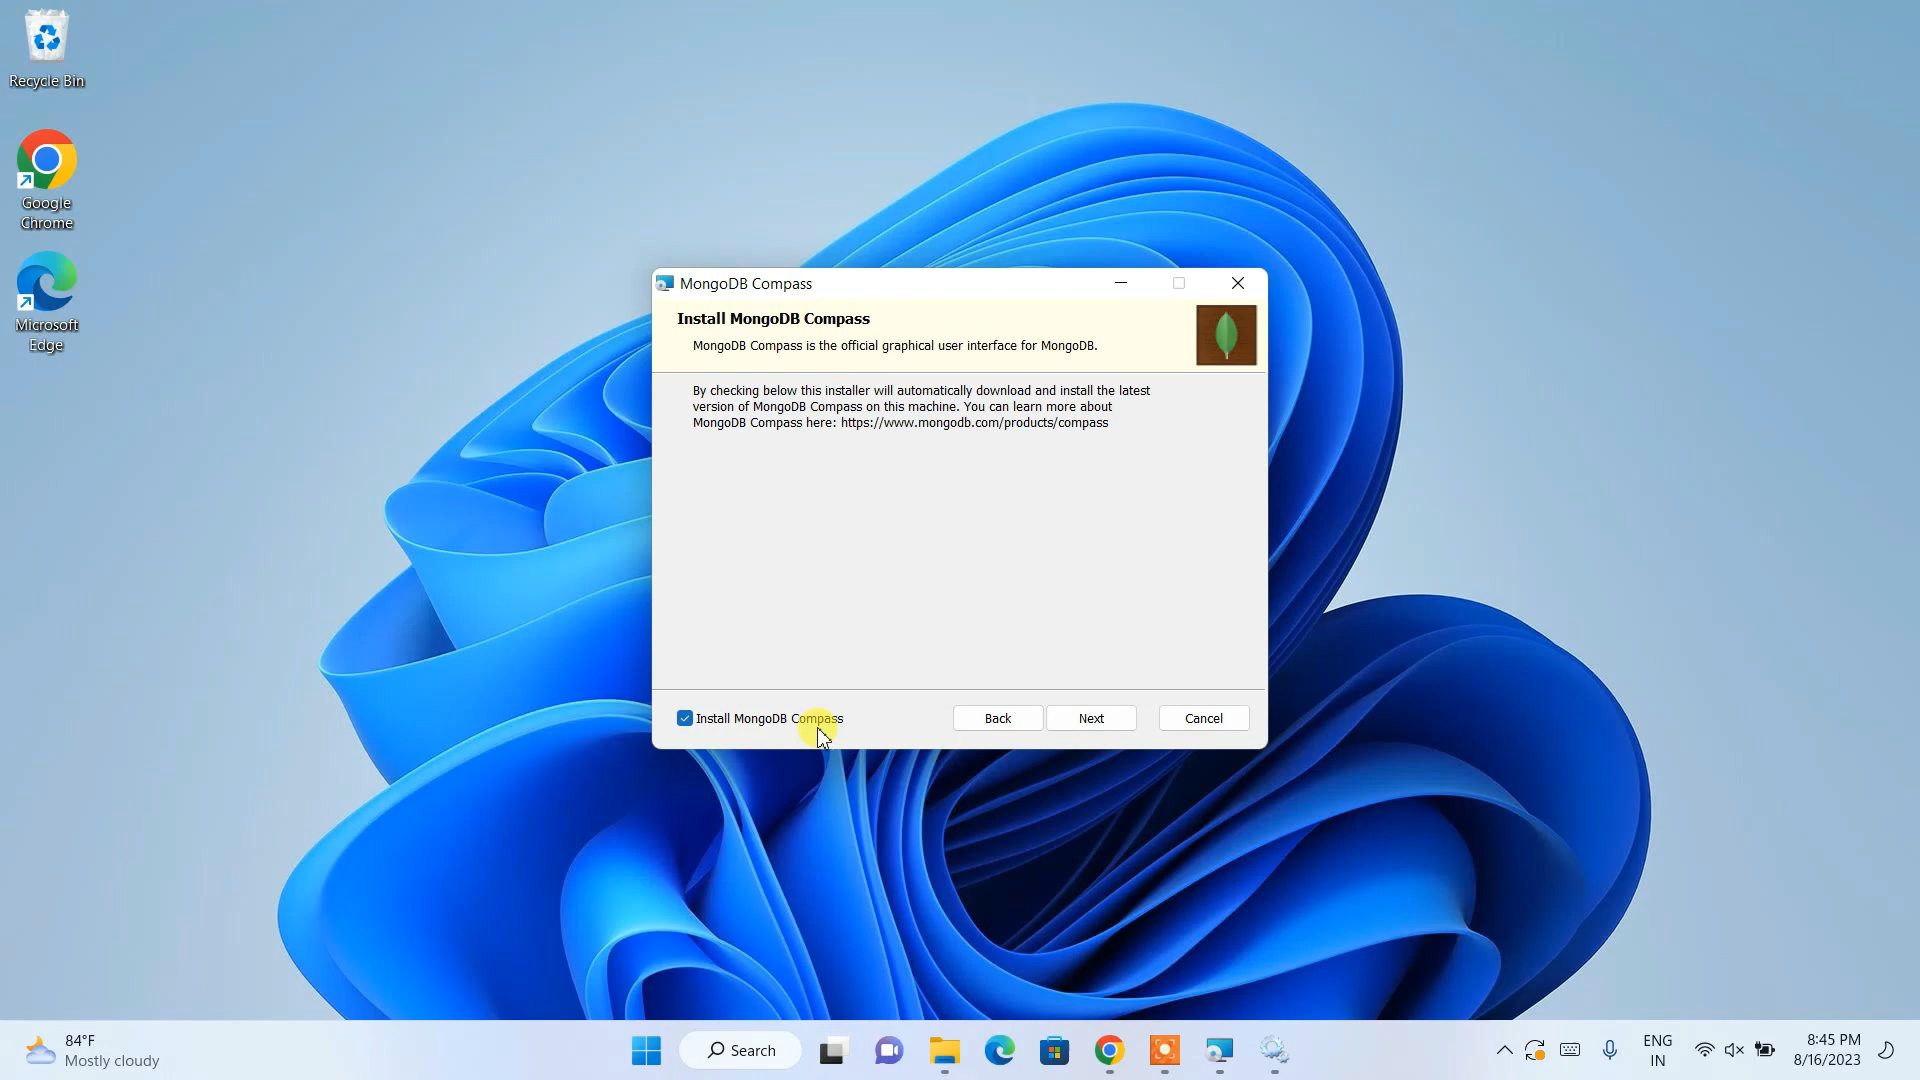 Recycle Bin
Google
Chrome
Microsoft
Edge
MongoDB Compass
Install MongoDB Compass
MongoDB Compass is the official graphical user interface for MongoDB.
By checking below this installer will automatically download and install the latest
version of MongoDB Compass on this machine. You can learn more about
MongoDB Compass here: https://www.mongodb.com/products/compass
Install MongoDB Compass
Back
Next
Cancel
84°F
Mostly cloudy
Search
ENG
IN
8:45 PM
8/16/2023